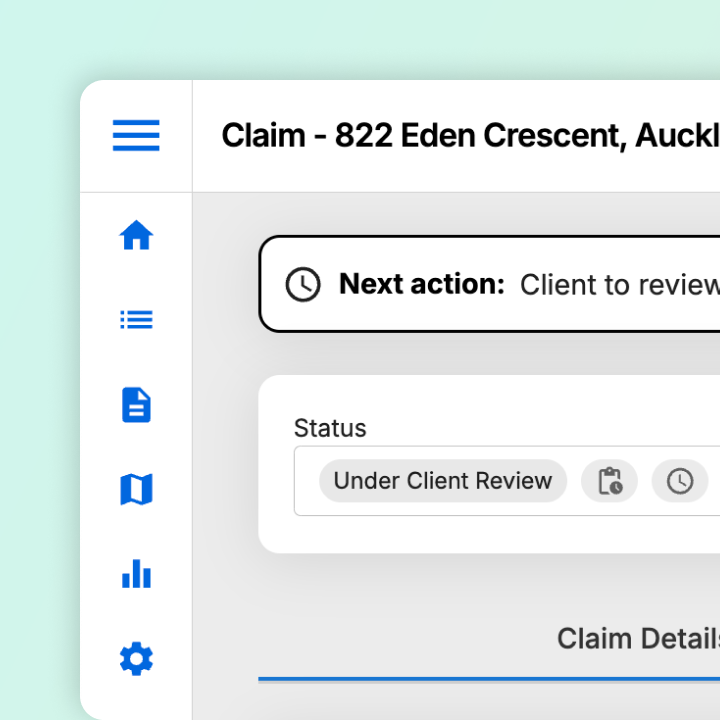 Claim - 822 Eden Crescent, Auckl
Next action: Client to review
Status
Under Client Review
Claim Details